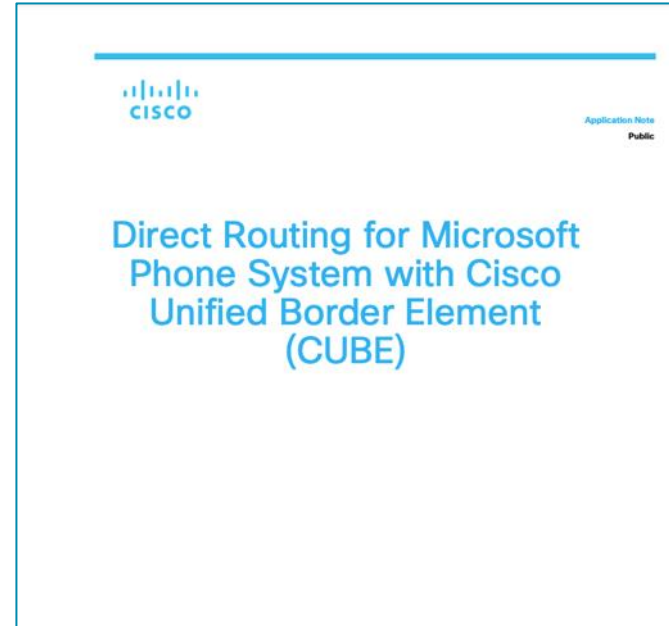 CISCO
Application Note
Public
Direct Routing for Microsoft
Phone System with Cisco
Unified Border Element
(CUBE)